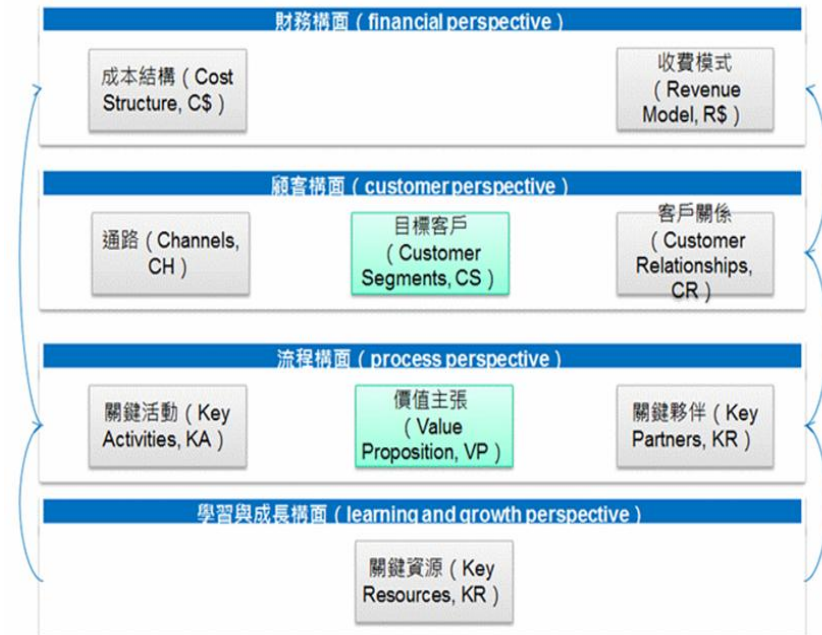 財務構面 ( financial perspective )
成本結構 ( Cost
Structure, C$ )
收費模式
( Revenue
Model, R$ )
顧客構面 ( customer perspective )
通路 ( Channels,
CH )
目標客戶
( Customer
Segments, CS )
客戶關係
( Customer
Relationships,
CR )
流程構面 ( process perspective )
關鍵活動 ( Key
Activities, KA )
價值主張
( Value
Proposition, VP )
關鍵夥伴 ( Key
Partners, KR )
學習與成長構面 ( learning and growth perspective )
關鍵資源 ( Key
Resources, KR )